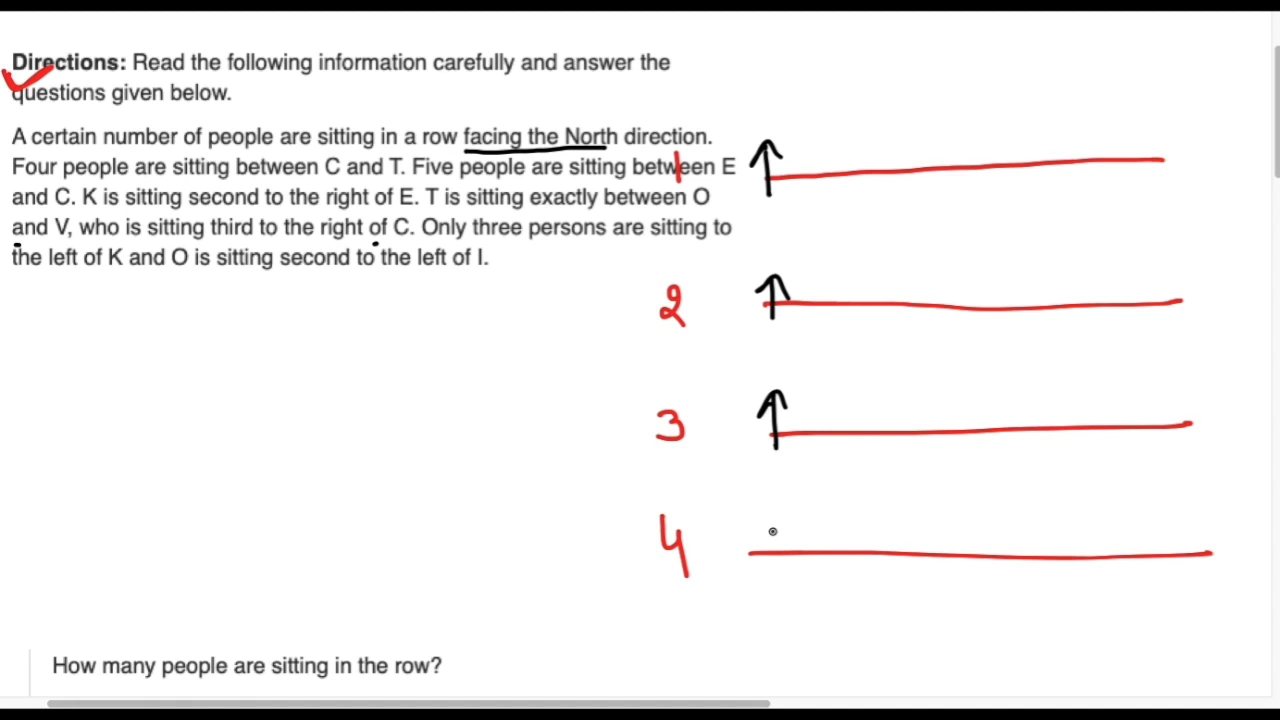 Directions: Read the following information carefully and answer the
questions given below.
A certain number of people are sitting in a row facing the North direction.
Four people are sitting between C and T. Five people are sitting between E
and C. K is sitting second to the right of E. T is sitting exactly between O
and V, who is sitting third to the right of C. Only three persons are sitting to
the left of K and O is sitting second to the left of I.
1
2
3
4
How many people are sitting in the row?